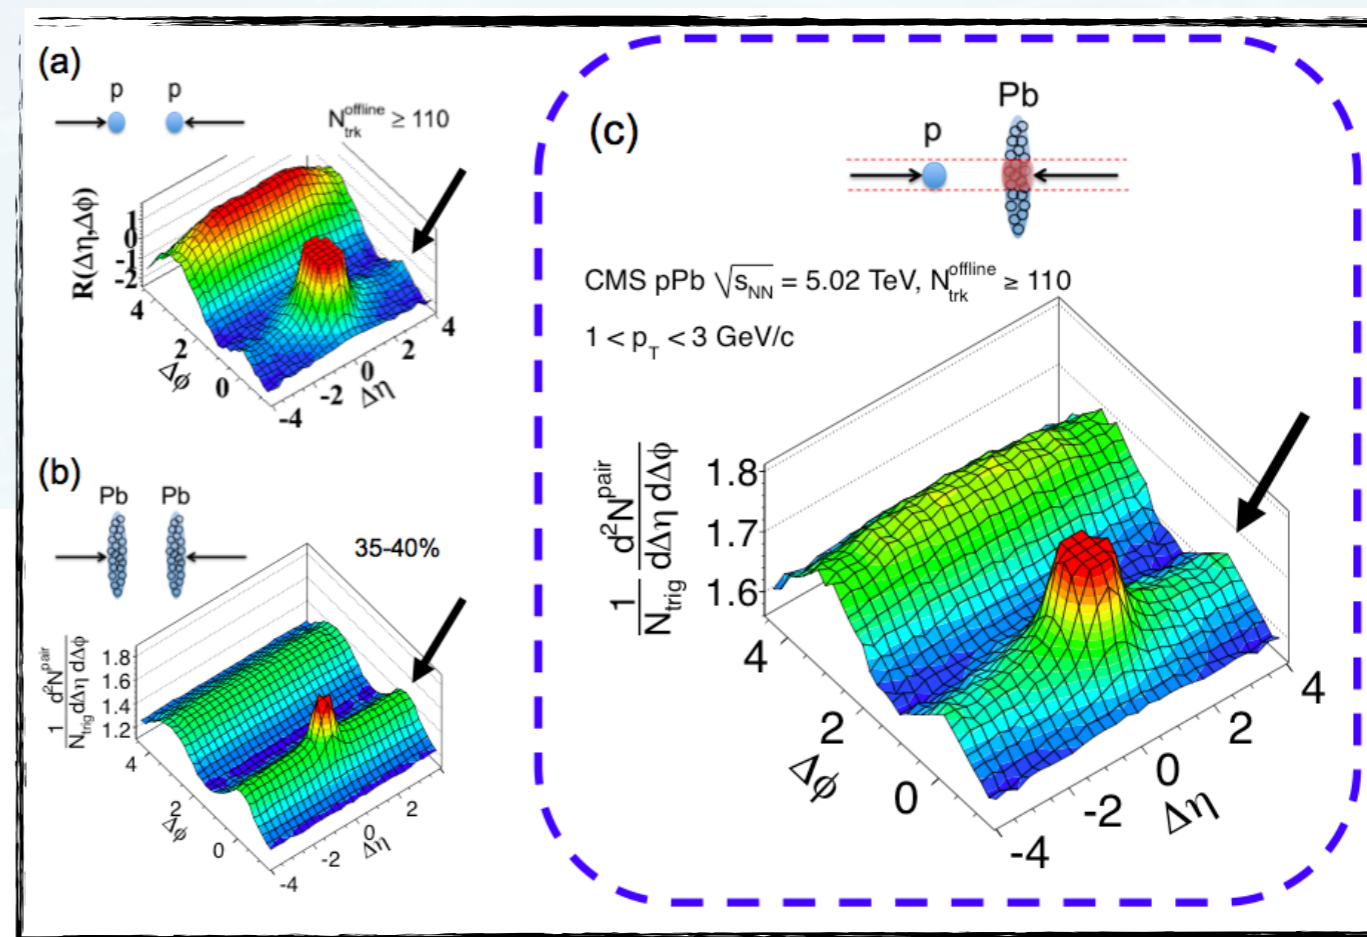 (a)
p p
N_trk^offline ≥ 110
R(Δη,Δϕ)
1
0
-1
-2
4
2
0
Δϕ
-4
-2
0
2
4
Δη
(b)
Pb Pb
35-40%
1/N_trig d²N^pair/dΔη dΔϕ
1.8
1.6
1.4
1.2
4
2
0
Δϕ
-4
-2
0
2
Δη
(c)
Pb
p
CMS pPb √s_NN = 5.02 TeV, N_trk^offline ≥ 110
1 < p_T < 3 GeV/c
1/N_trig d²N^pair/dΔη dΔϕ
1.8
1.7
1.6
4
2
0
Δϕ
-4
-2
0
2
4
Δη